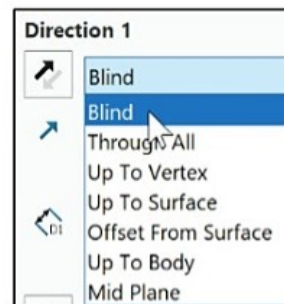 Direction 1
Blind
Blind
Through All
Up To Vertex
Up To Surface
D1
Offset From Surface
Up To Body
Mid Plane